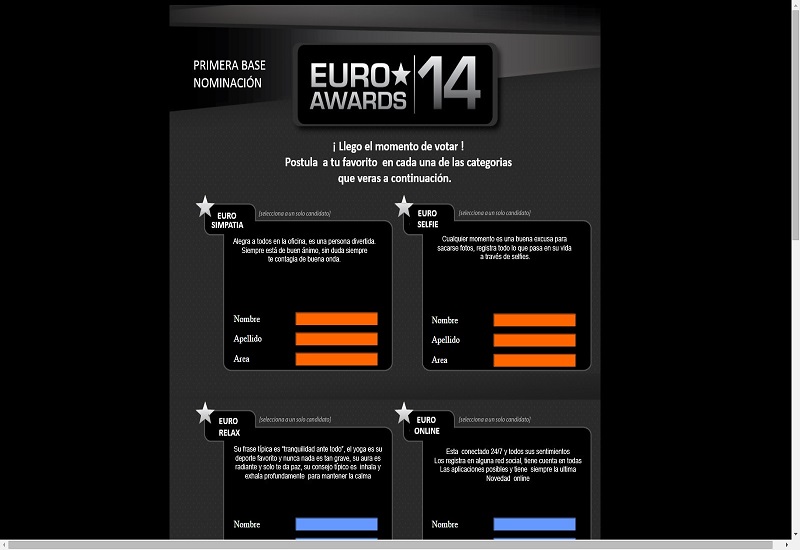 PRIMERA BASE
NOMINACIÓN
EURO★
AWARDS
14
¡ Llego el momento de votar !
Postula a tu favorito en cada una de las categorias
que veras a continuación.
EURO
SIMPATIA
[selecciona a un solo candidato]
Alegra a todos en la oficina, es una persona divertida.
Siempre está de buen ánimo, sin duda siempre
te contagia de buena onda.
Nombre
Apellido
Area
EURO
SELFIE
[selecciona a un solo candidato]
Cualquier momento es una buena excusa para
sacarse fotos, registra todo lo que pasa en su vida
a través de selfies.
Nombre
Apellido
Area
EURO
RELAX
[selecciona a un solo candidato]
Su frase típica es "tranquilidad ante todo", el yoga es su
deporte favorito y nunca nada es tan grave, su aura es
radiante y solo te da paz, su consejo típico es inhala y
exhala profundamente para mantener la calma
Nombre
EURO
ONLINE
[selecciona a un solo candidato]
Esta conectado 24/7 y todos sus sentimientos
Los registra en alguna red social, tiene cuenta en todas
Las aplicaciones posibles y tiene siempre la ultima
Novedad online
Nombre